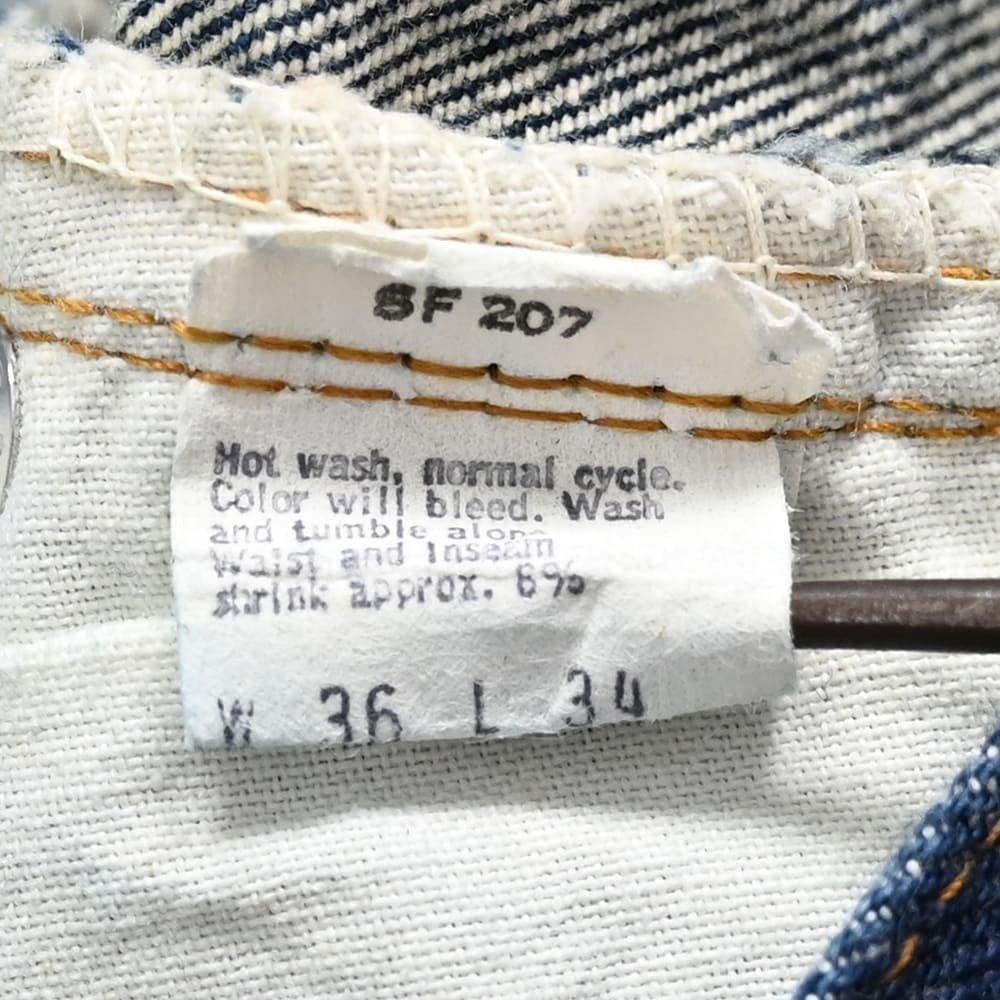 SF 207
Hot wash, normal cycle.
Color will bleed. Wash
and tumble alone
Waist and Inseam
shrink approx. 6%
W 36 L 34